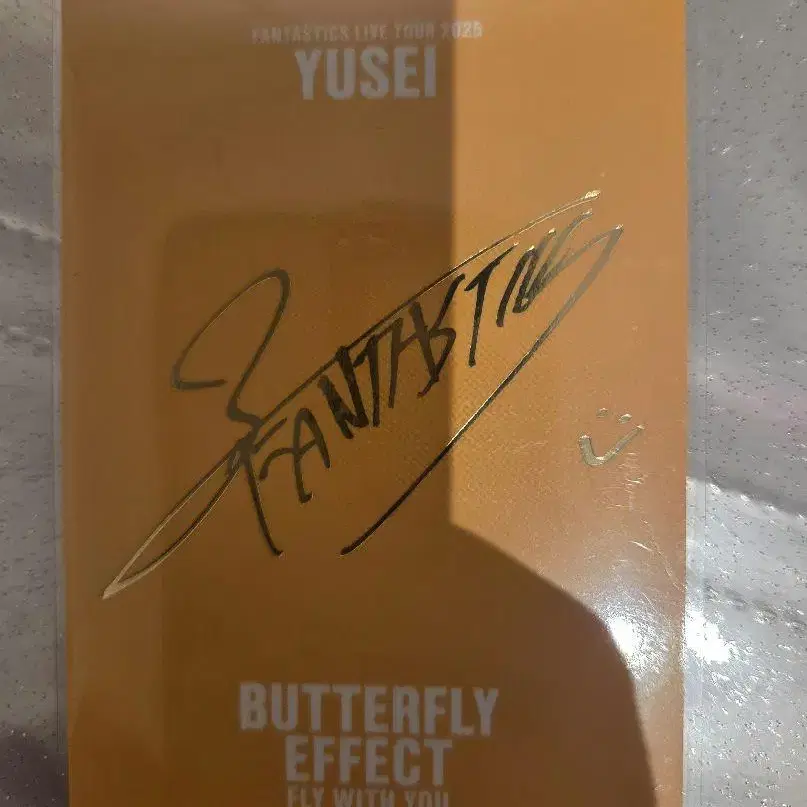 FANTASTICS LIVE TOUR 2025
YUSEI
FANTASTICS
BUTTERFLY
EFFECT
FLY WITH YOU